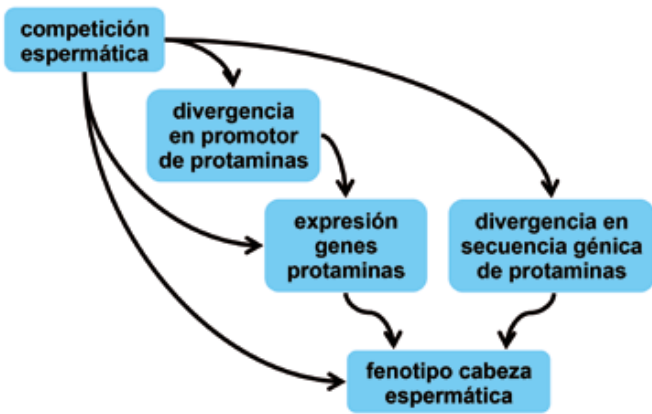 competición
espermática
divergencia
en promotor
de protaminas
expresión
genes
protaminas
divergencia en
secuencia génica
de protaminas
fenotipo cabeza
espermática